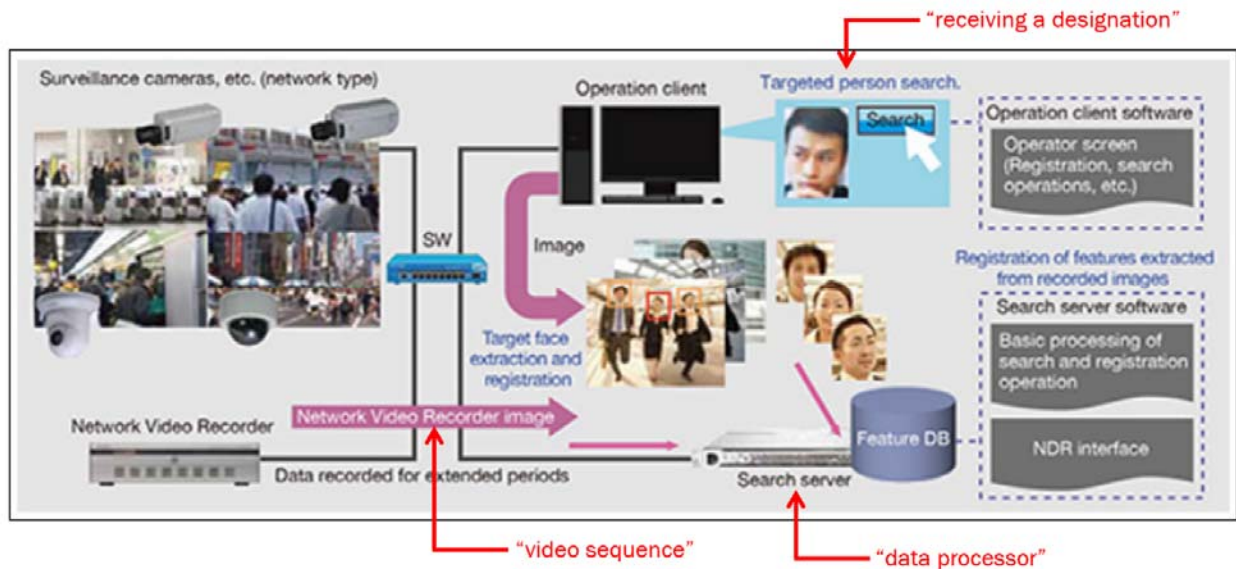 “receiving a designation”
Surveillance cameras, etc. (network type)
Operation client
Targeted person search.
Search
Operation client software
Operator screen
(Registration, search
operations, etc.)
SW
Image
Registration of features extracted
from recorded images
Target face
extraction and
registration
Search server software
Basic processing of
search and registration
operation
Network Video Recorder
Network Video Recorder image
Feature DB
NDR interface
Data recorded for extended periods
Search server
“video sequence”
“data processor”